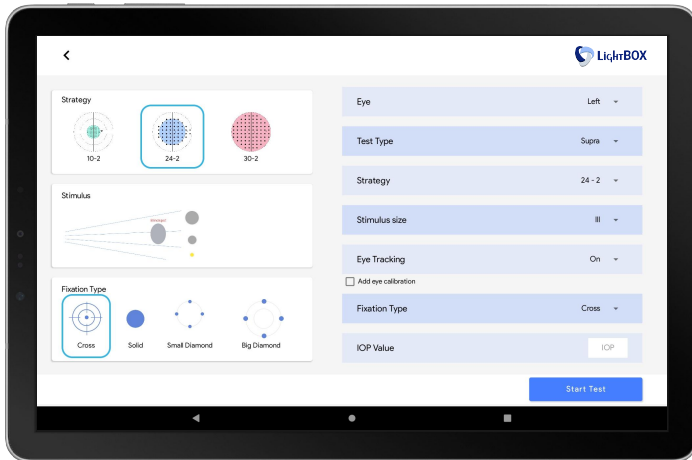 LightBOX
Strategy
10-2
24-2
30-2
Stimulus
Fixation Type
Cross
Solid
Small Diamond
Big Diamond
Eye
Left
Test Type
Supra
Strategy
24 - 2
Stimulus size
III
Eye Tracking
On
Add eye calibration
Fixation Type
Cross
IOP Value
IOP
Start Test